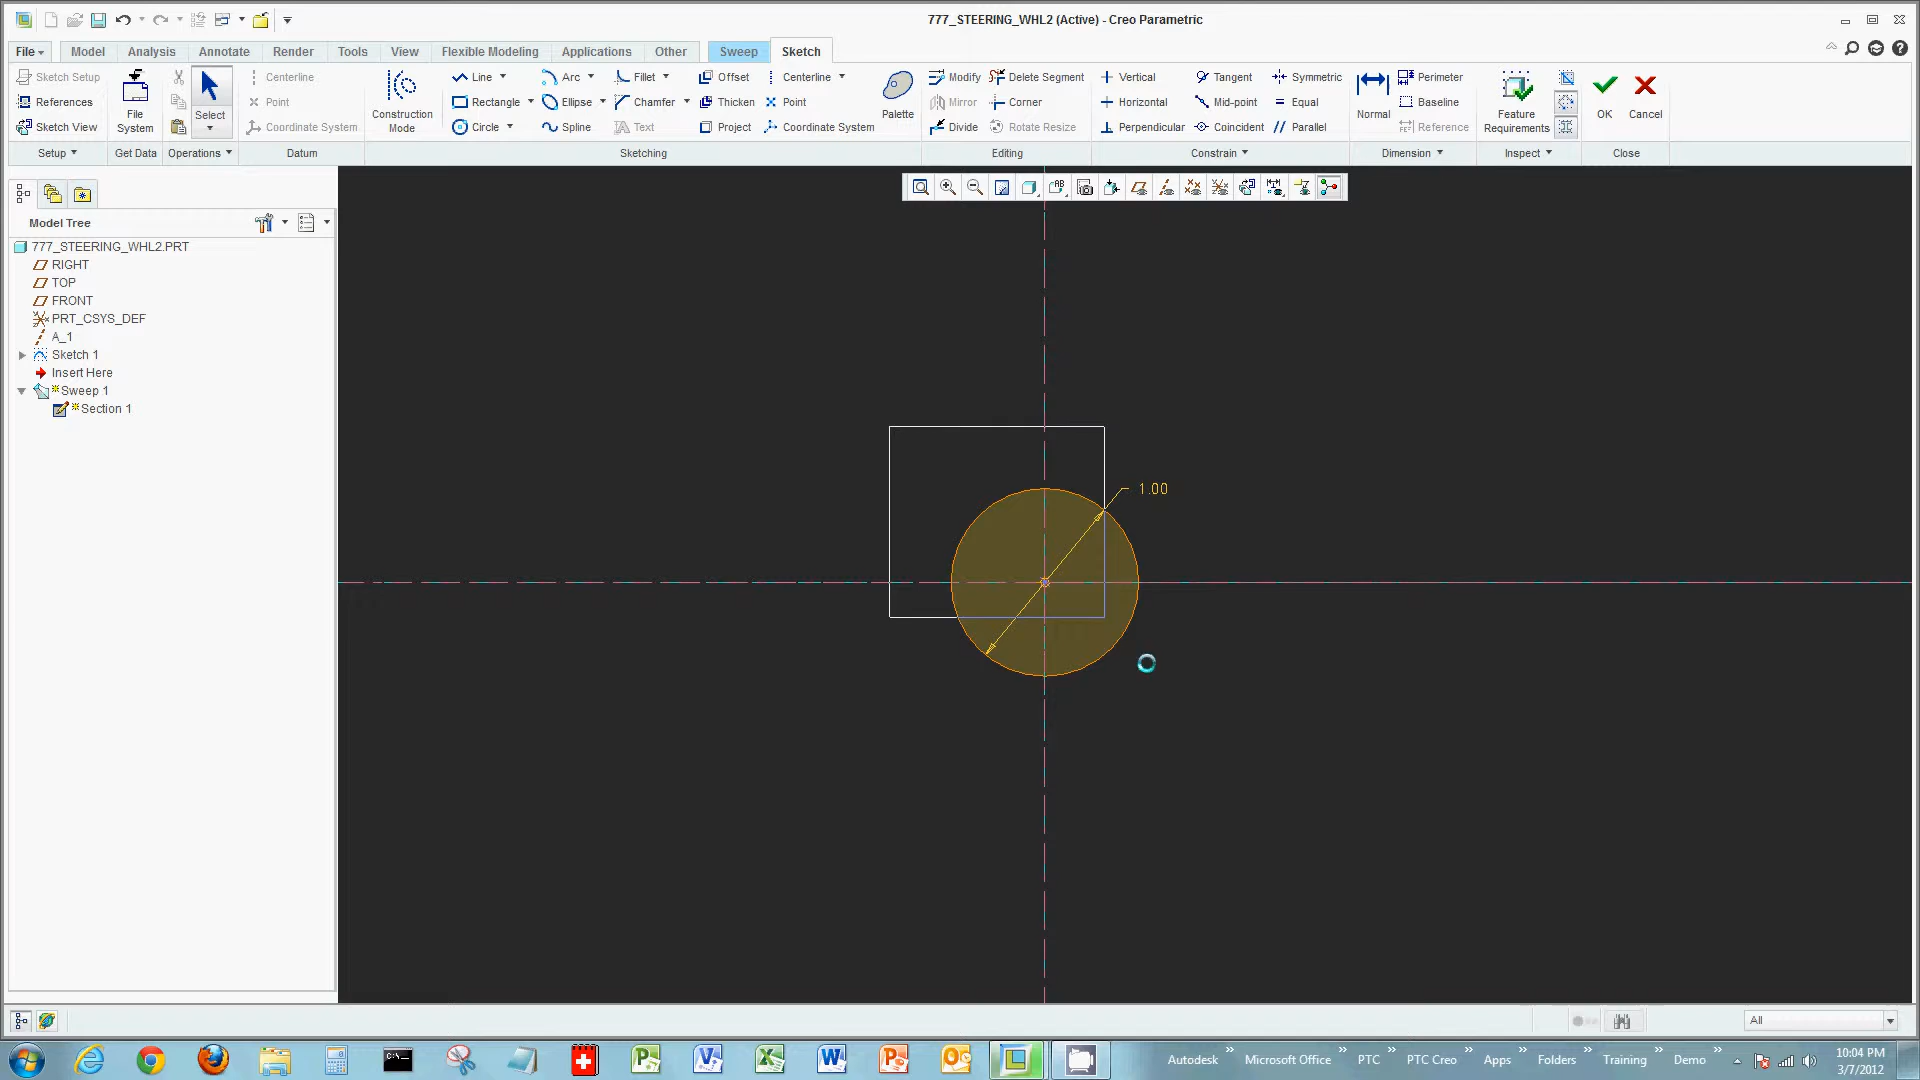 777_STEERING_WHL2 (Active) - Creo Parametric
File Model Analysis Annotate Render Tools View Flexible Modeling Applications Other Sweep Sketch
Sketch Setup
References
Sketch View
Setup
File System
Get Data
Select
Operations
Centerline
Point
Coordinate System
Datum
Construction Mode
Line Arc Fillet Offset Centerline
Rectangle Ellipse Chamfer Thicken Point
Circle Spline Text Project Coordinate System
Palette
Sketching
Modify Delete Segment
Mirror Corner
Divide Rotate Resize
Editing
Vertical Tangent Symmetric
Horizontal Mid-point Equal
Perpendicular Coincident Parallel
Constrain
Normal
Perimeter
Baseline
Reference
Dimension
Feature Requirements
Inspect
OK
Cancel
Close
Model Tree
777_STEERING_WHL2.PRT
RIGHT
TOP
FRONT
PRT_CSYS_DEF
A_1
Sketch 1
Insert Here
Sweep 1
Section 1
1.00
All
Autodesk Microsoft Office PTC PTC Creo Apps Folders Training Demo
10:04 PM
3/7/2012